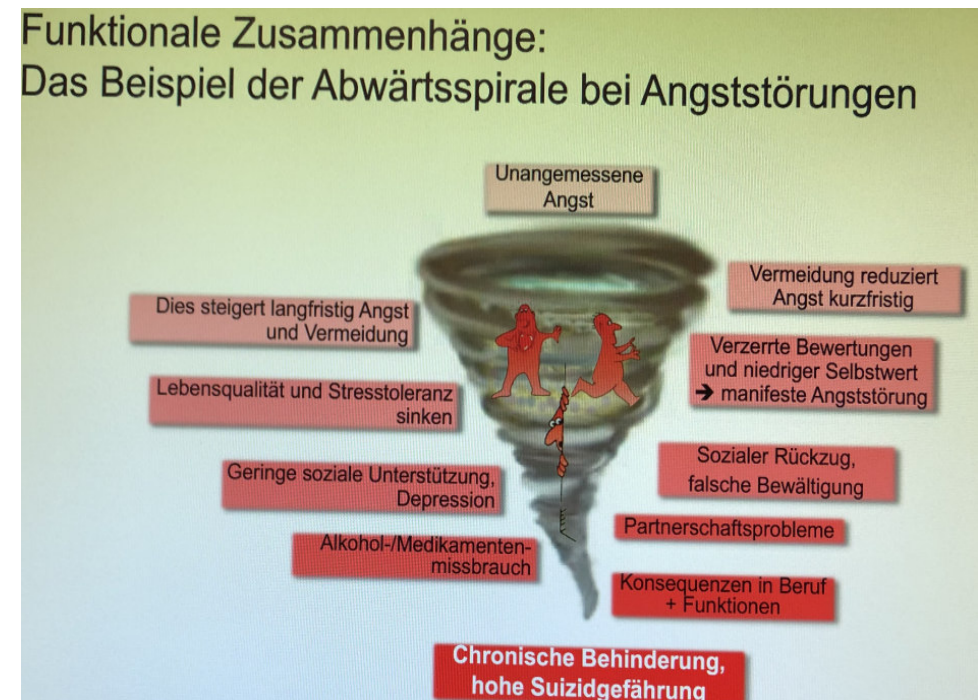 Funktionale Zusammenhänge:
Das Beispiel der Abwärtsspirale bei Angststörungen
Unangemessene
Angst
Vermeidung reduziert
Angst kurzfristig
Dies steigert langfristig Angst
und Vermeidung
Verzerrte Bewertungen
und niedriger Selbstwert
➔ manifeste Angststörung
Lebensqualität und Stresstoleranz
sinken
Sozialer Rückzug,
falsche Bewältigung
Geringe soziale Unterstützung,
Depression
Partnerschaftsprobleme
Alkohol-/Medikamenten-
missbrauch
Konsequenzen in Beruf
+ Funktionen
Chronische Behinderung,
hohe Suizidgefährung